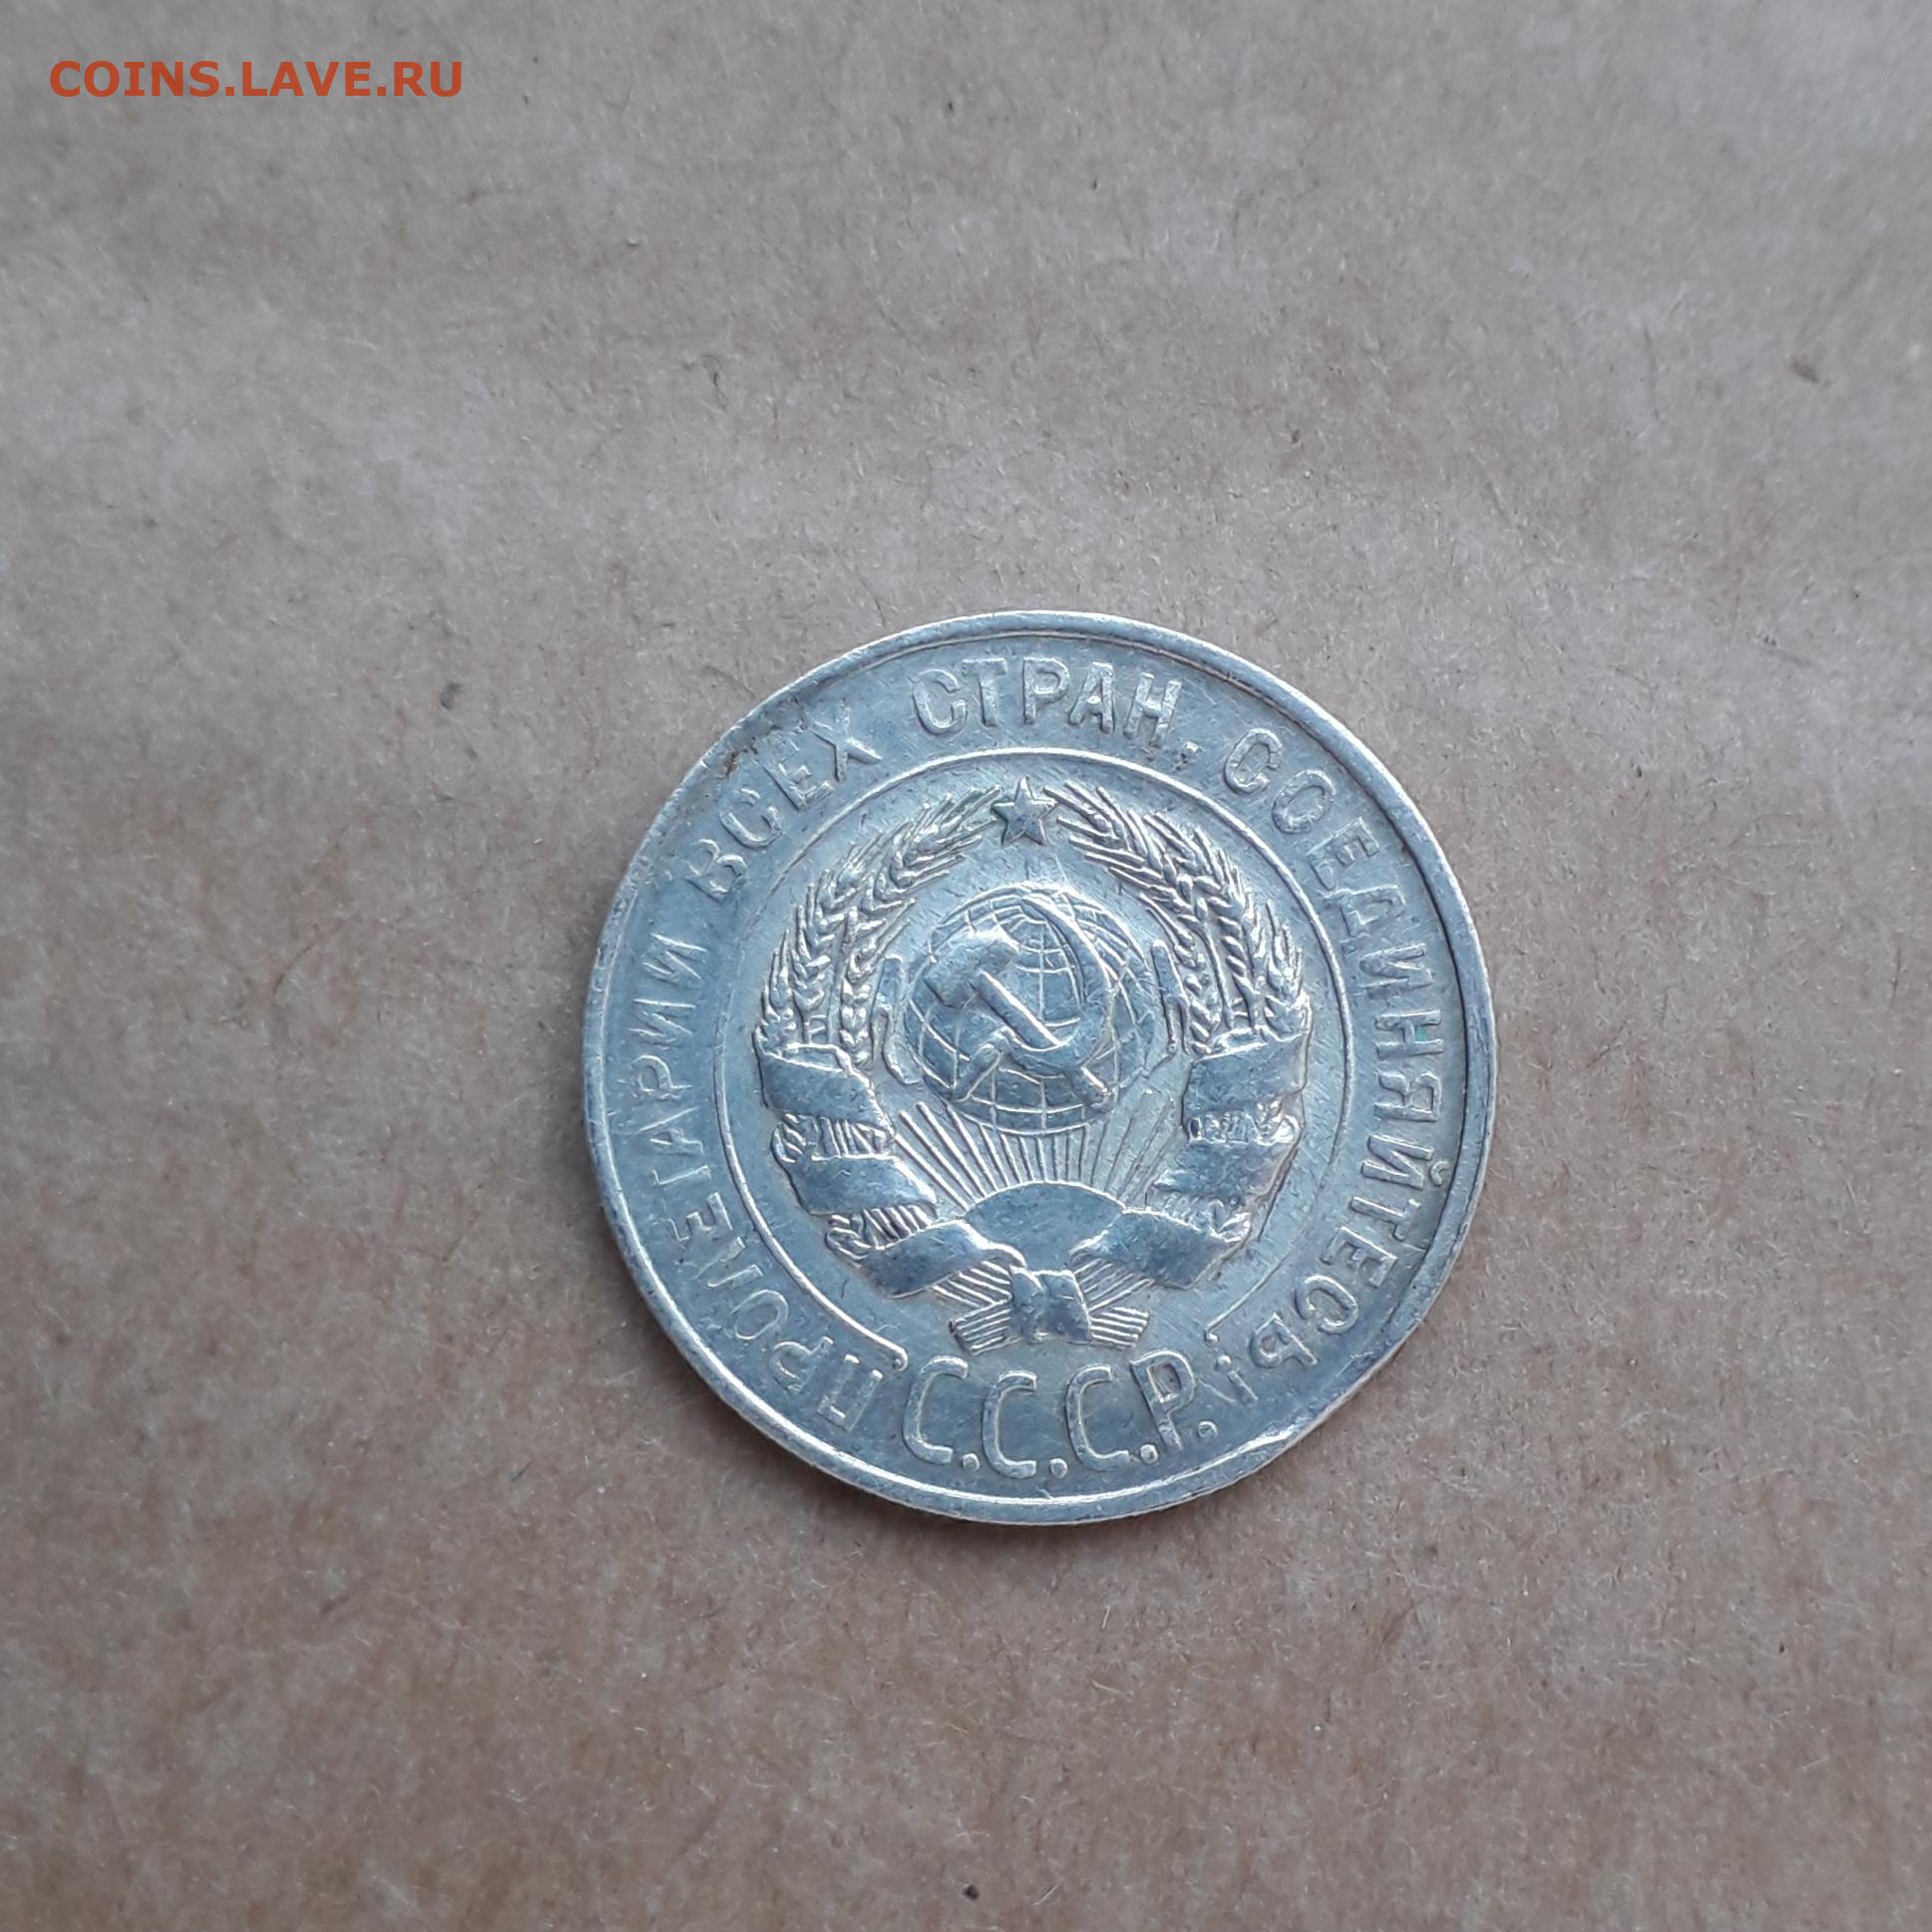 COINS.LAVE.RU
ПРОЛЕТАРИИ ВСЕХ СТРАН, СОЕДИНЯЙТЕСЬ!
С.С.С.Р.